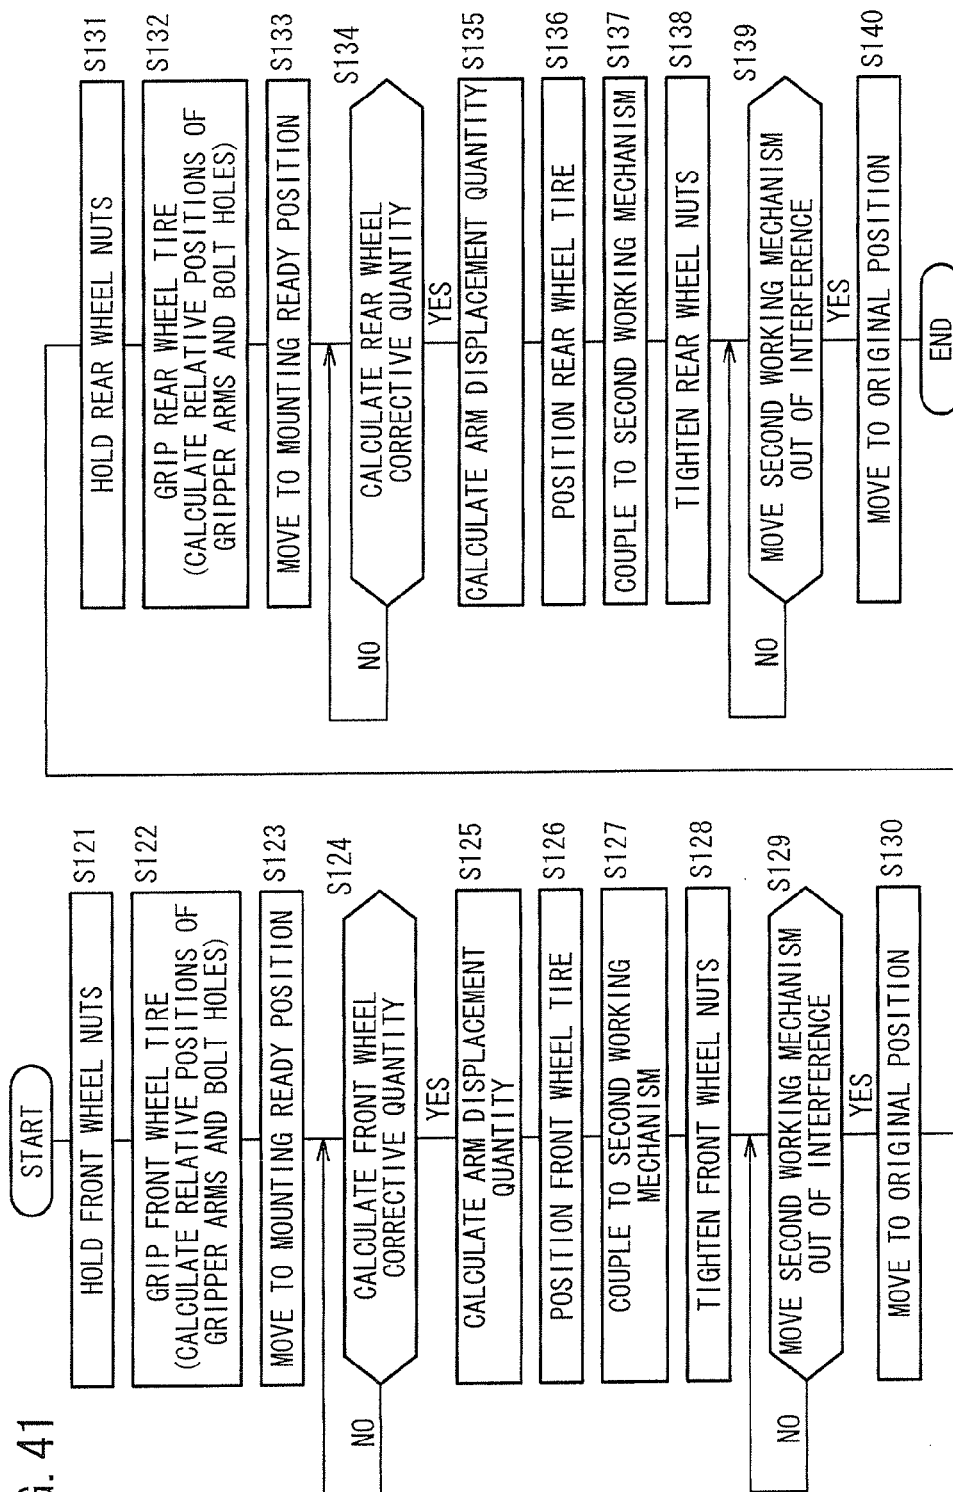 G. 41
START
HOLD FRONT WHEEL NUTS
S121
GRIP FRONT WHEEL TIRE
(CALCULATE RELATIVE POSITIONS OF
GRIPPER ARMS AND BOLT HOLES)
S122
MOVE TO MOUNTING READY POSITION
S123
CALCULATE FRONT WHEEL
CORRECTIVE QUANTITY
S124
NO
YES
CALCULATE ARM DISPLACEMENT
QUANTITY
S125
POSITION FRONT WHEEL TIRE
S126
COUPLE TO SECOND WORKING
MECHANISM
S127
TIGHTEN FRONT WHEEL NUTS
S128
MOVE SECOND WORKING MECHANISM
OUT OF INTERFERENCE
S129
NO
YES
MOVE TO ORIGINAL POSITION
S130
HOLD REAR WHEEL NUTS
S131
GRIP REAR WHEEL TIRE
(CALCULATE RELATIVE POSITIONS OF
GRIPPER ARMS AND BOLT HOLES)
S132
MOVE TO MOUNTING READY POSITION
S133
CALCULATE REAR WHEEL
CORRECTIVE QUANTITY
S134
NO
YES
CALCULATE ARM DISPLACEMENT QUANTITY
S135
POSITION REAR WHEEL TIRE
S136
COUPLE TO SECOND WORKING MECHANISM
S137
TIGHTEN REAR WHEEL NUTS
S138
MOVE SECOND WORKING MECHANISM
OUT OF INTERFERENCE
S139
NO
YES
MOVE TO ORIGINAL POSITION
S140
END